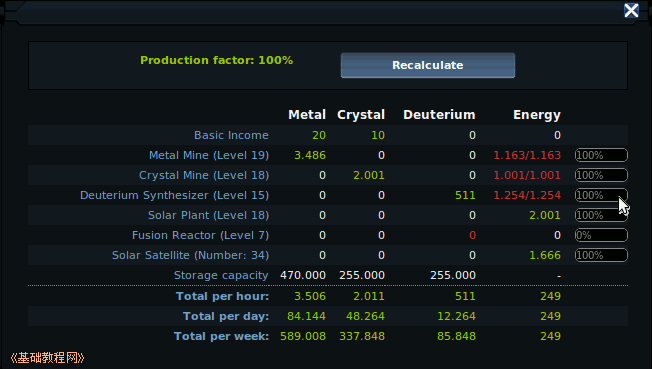 Production factor: 100%
Recalculate
Metal Crystal Deuterium Energy
Basic Income 20 10 0 0
Metal Mine (Level 19) 3.486 0 0 1.163/1.163 100%
Crystal Mine (Level 18) 0 2.001 0 1.001/1.001 100%
Deuterium Synthesizer (Level 15) 0 0 511 1.254/1.254 100%
Solar Plant (Level 18) 0 0 0 2.001 100%
Fusion Reactor (Level 7) 0 0 0 0 0%
Solar Satellite (Number: 34) 0 0 0 1.666 100%
Storage capacity 470.000 255.000 255.000 -
Total per hour: 3.506 2.011 511 249
Total per day: 84.144 48.264 12.264 249
Total per week: 589.008 337.848 85.848 249
《基础教程网》